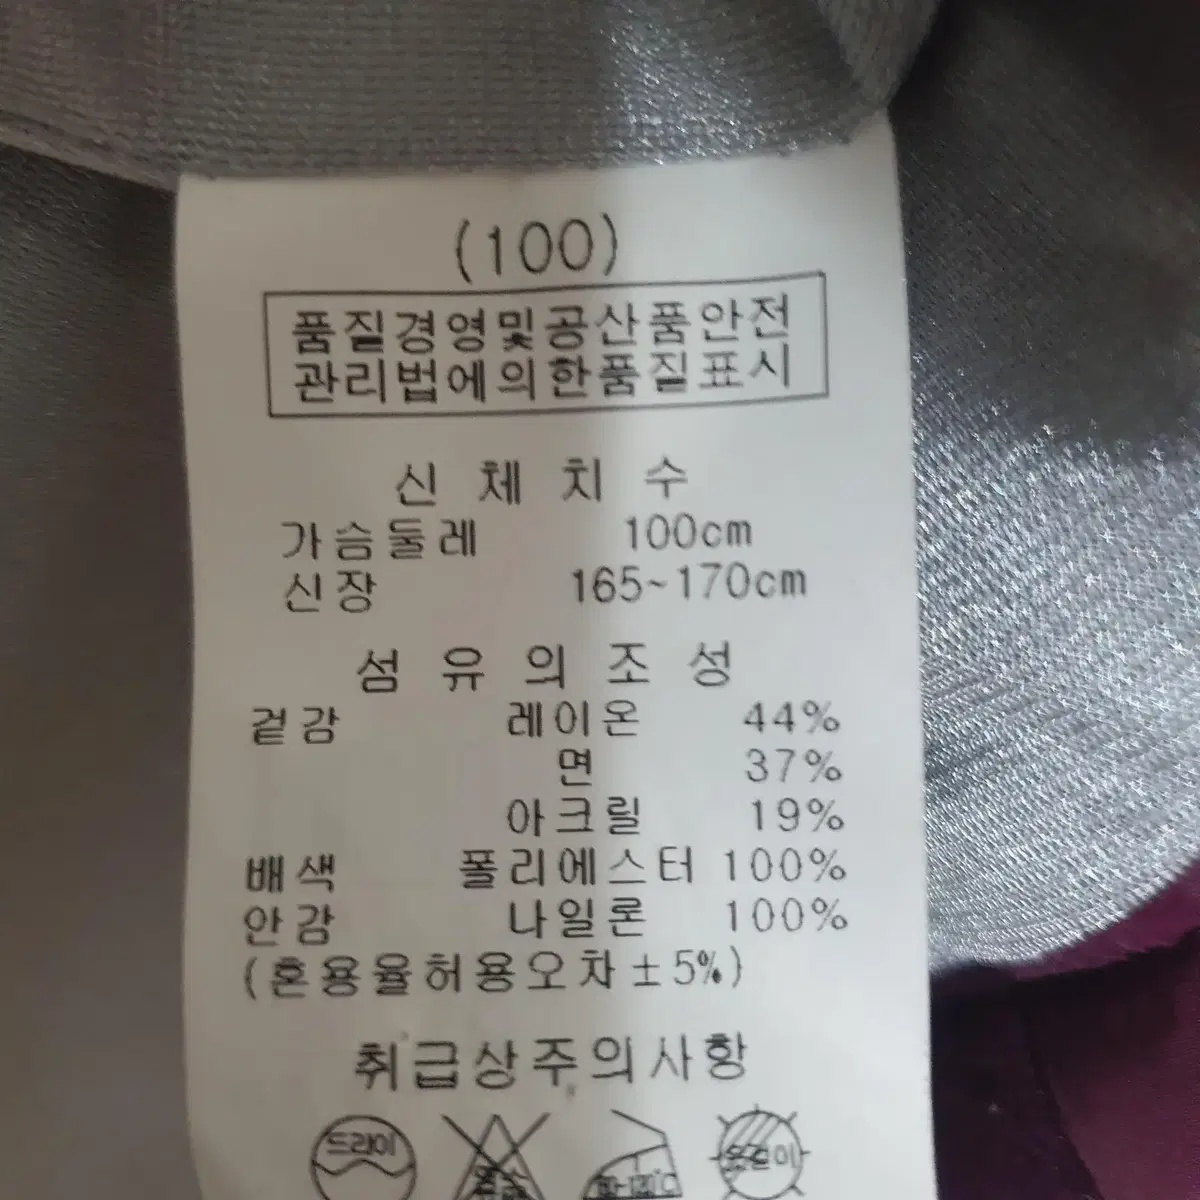 (100)
품질경영및공산품안전
관리법에의한품질표시
신 체 치 수
가슴둘레 100cm
신장 165~170cm
섬 유 의 조 성
겉감 레이온 44%
면 37%
아크릴 19%
배색 폴리에스터 100%
안감 나일론 100%
(혼용율허용오차±5%)
취급상주의사항
드라이
옷걸이